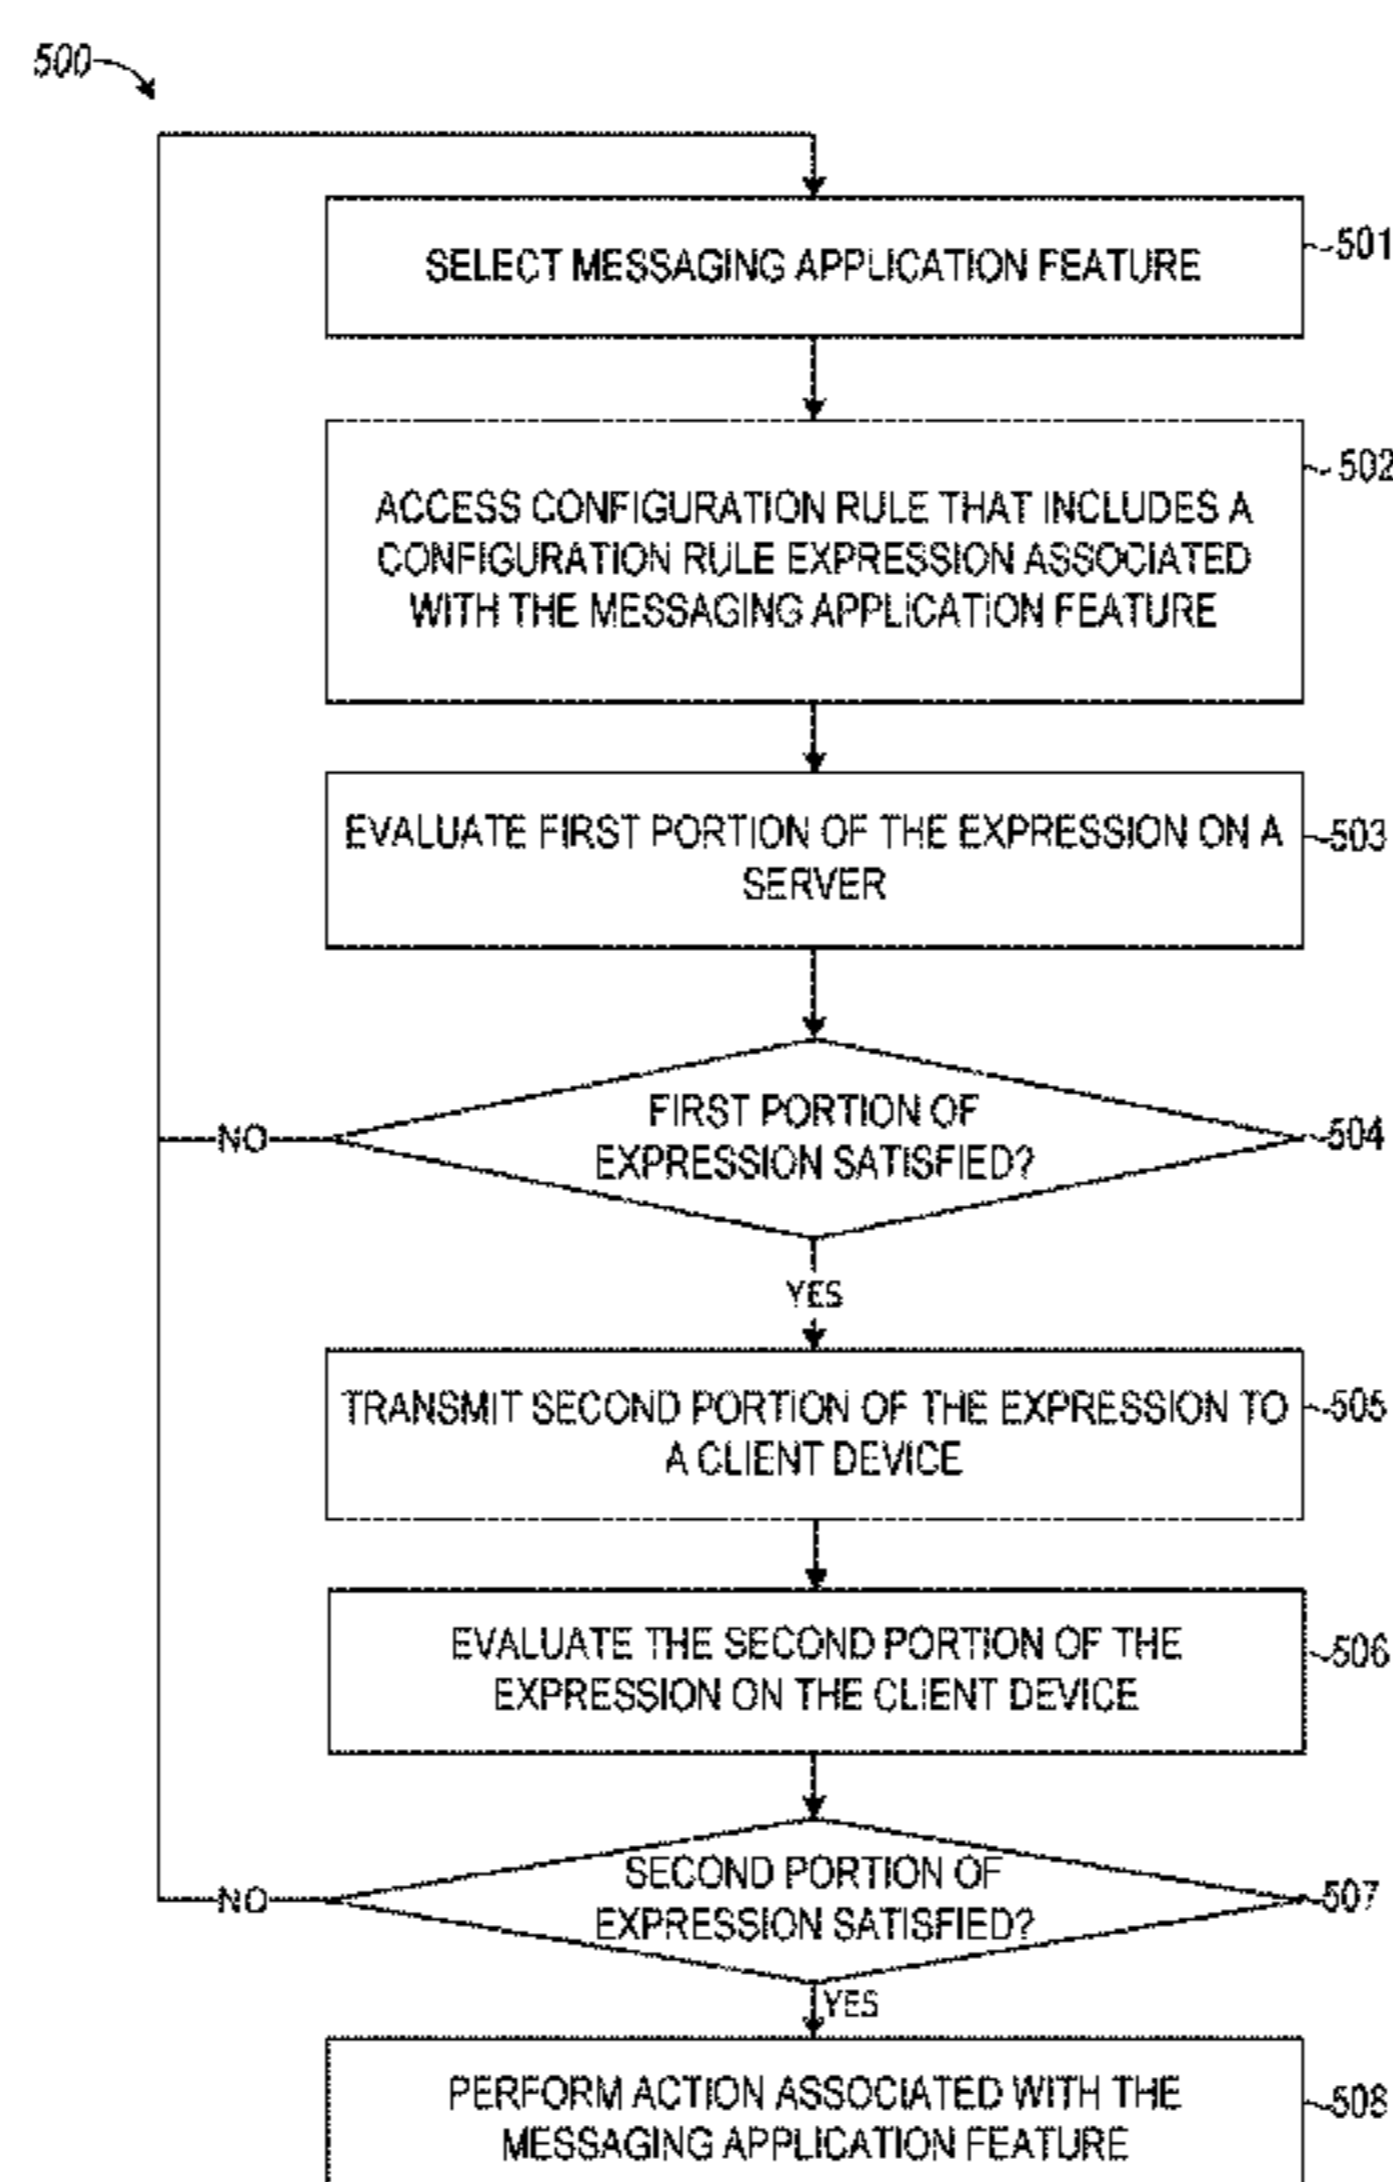 500
SELECT MESSAGING APPLICATION FEATURE
501
ACCESS CONFIGURATION RULE THAT INCLUDES A
CONFIGURATION RULE EXPRESSION ASSOCIATED
WITH THE MESSAGING APPLICATION FEATURE
502
EVALUATE FIRST PORTION OF THE EXPRESSION ON A
SERVER
503
FIRST PORTION OF
EXPRESSION SATISFIED?
504
NO
YES
TRANSMIT SECOND PORTION OF THE EXPRESSION TO
A CLIENT DEVICE
505
EVALUATE THE SECOND PORTION OF THE
EXPRESSION ON THE CLIENT DEVICE
506
SECOND PORTION OF
EXPRESSION SATISFIED?
507
NO
YES
PERFORM ACTION ASSOCIATED WITH THE
MESSAGING APPLICATION FEATURE
508